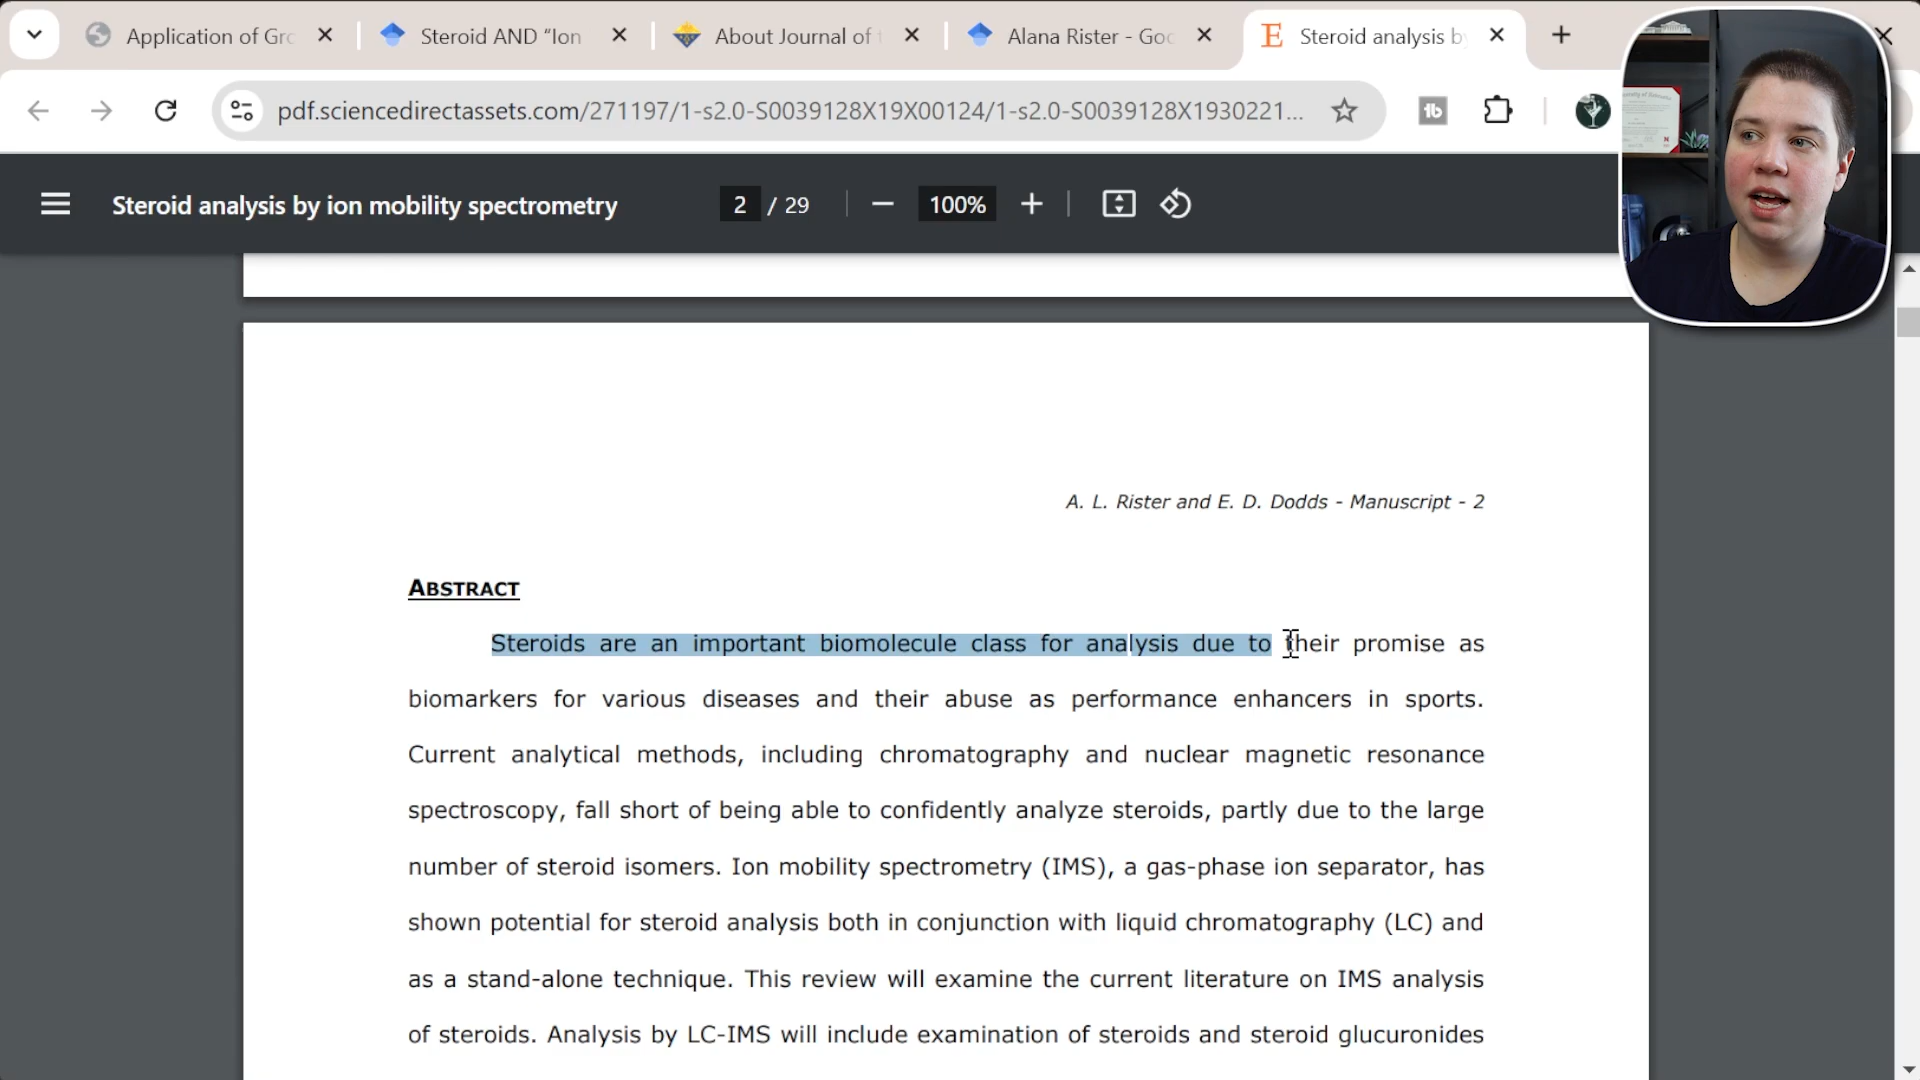 Application of Gro
Steroid AND “Ion
About Journal of t
Alana Rister - Goo
Steroid analysis by
pdf.sciencedirectassets.com/271197/1-s2.0-S0039128X19X00124/1-s2.0-S0039128X1930221...
Steroid analysis by ion mobility spectrometry
2 / 29
100%
A. L. Rister and E. D. Dodds - Manuscript - 2
ABSTRACT
Steroids are an important biomolecule class for analysis due to their promise as
biomarkers for various diseases and their abuse as performance enhancers in sports.
Current analytical methods, including chromatography and nuclear magnetic resonance
spectroscopy, fall short of being able to confidently analyze steroids, partly due to the large
number of steroid isomers. Ion mobility spectrometry (IMS), a gas-phase ion separator, has
shown potential for steroid analysis both in conjunction with liquid chromatography (LC) and
as a stand-alone technique. This review will examine the current literature on IMS analysis
of steroids. Analysis by LC-IMS will include examination of steroids and steroid glucuronides